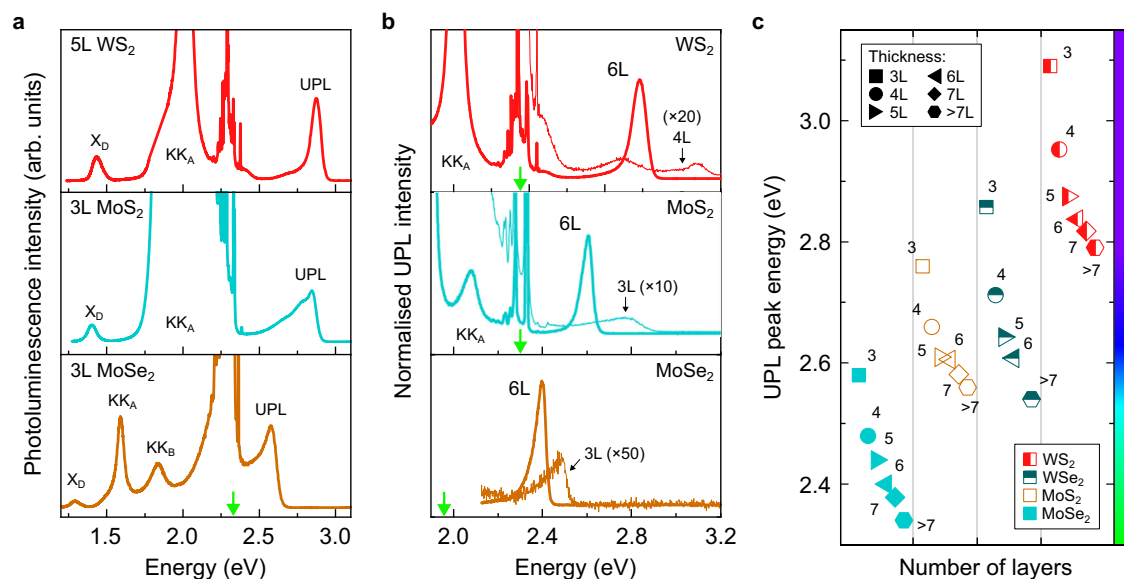 a
b
c
Photoluminescence intensity (arb. units)
5L WS2
XD
KKA
UPL
3L MoS2
XD
KKA
UPL
3L MoSe2
XD
KKA
KKB
UPL
1.5
2.0
2.5
3.0
Energy (eV)
Normalised UPL intensity
WS2
6L
(×20)
4L
KKA
MoS2
6L
3L (×10)
KKA
MoSe2
6L
3L (×50)
2.0
2.4
2.8
3.2
Energy (eV)
UPL peak energy (eV)
3.0
2.8
2.6
2.4
Thickness:
3L
6L
4L
7L
5L
>7L
3
4
5
6
7
>7
3
4
5
6
7
>7
3
4
5
6
>7
3
4
5
6
7
>7
WS2
WSe2
MoS2
MoSe2
Number of layers